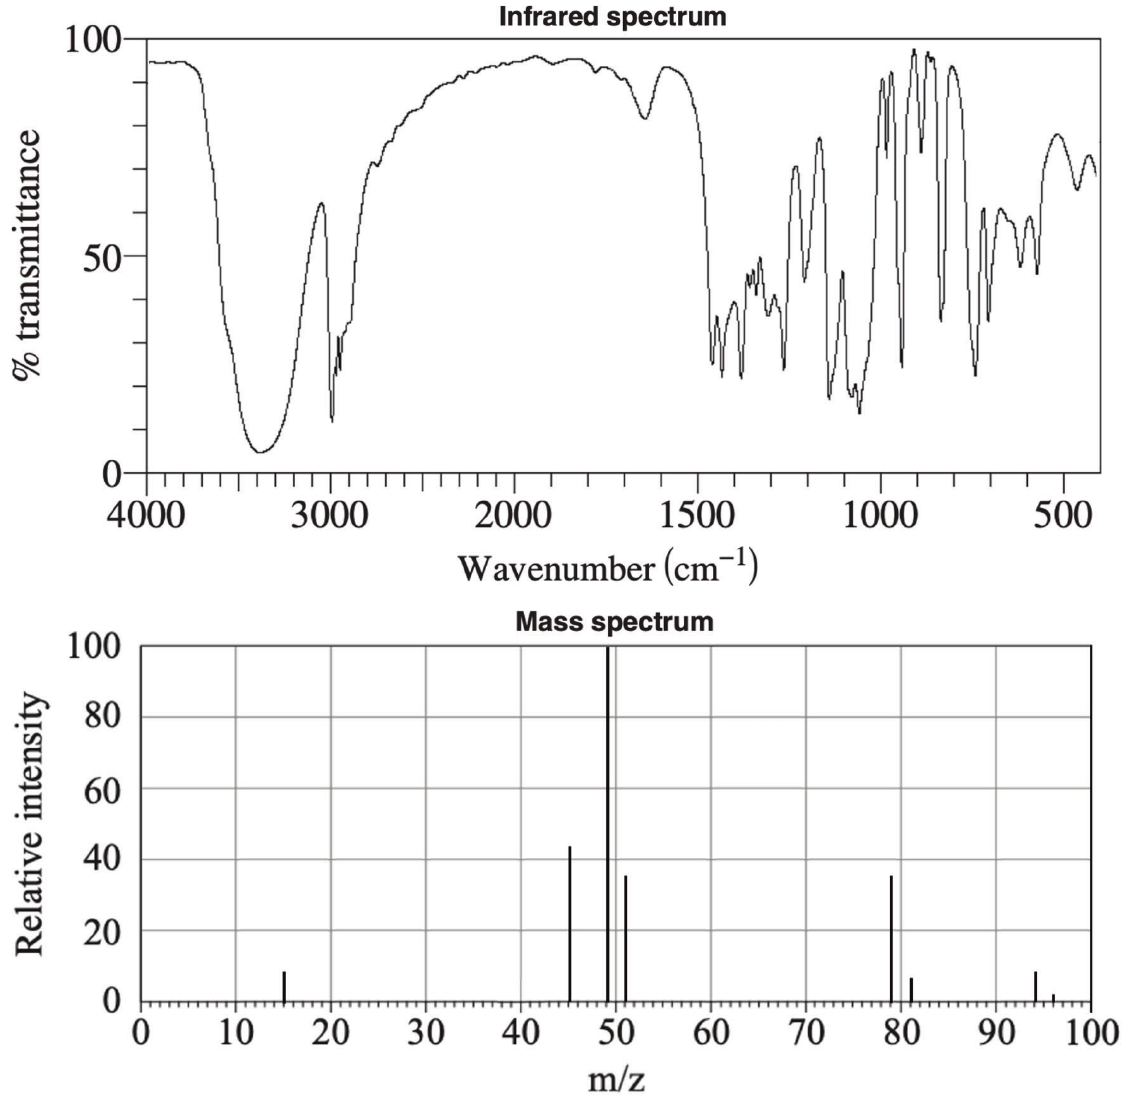 Infrared spectrum
100
50
0
% transmittance
4000 3000 2000 1500 1000 500
Wavenumber (cm⁻¹)
Mass spectrum
100
80
60
40
20
0
Relative intensity
0 10 20 30 40 50 60 70 80 90 100
m/z